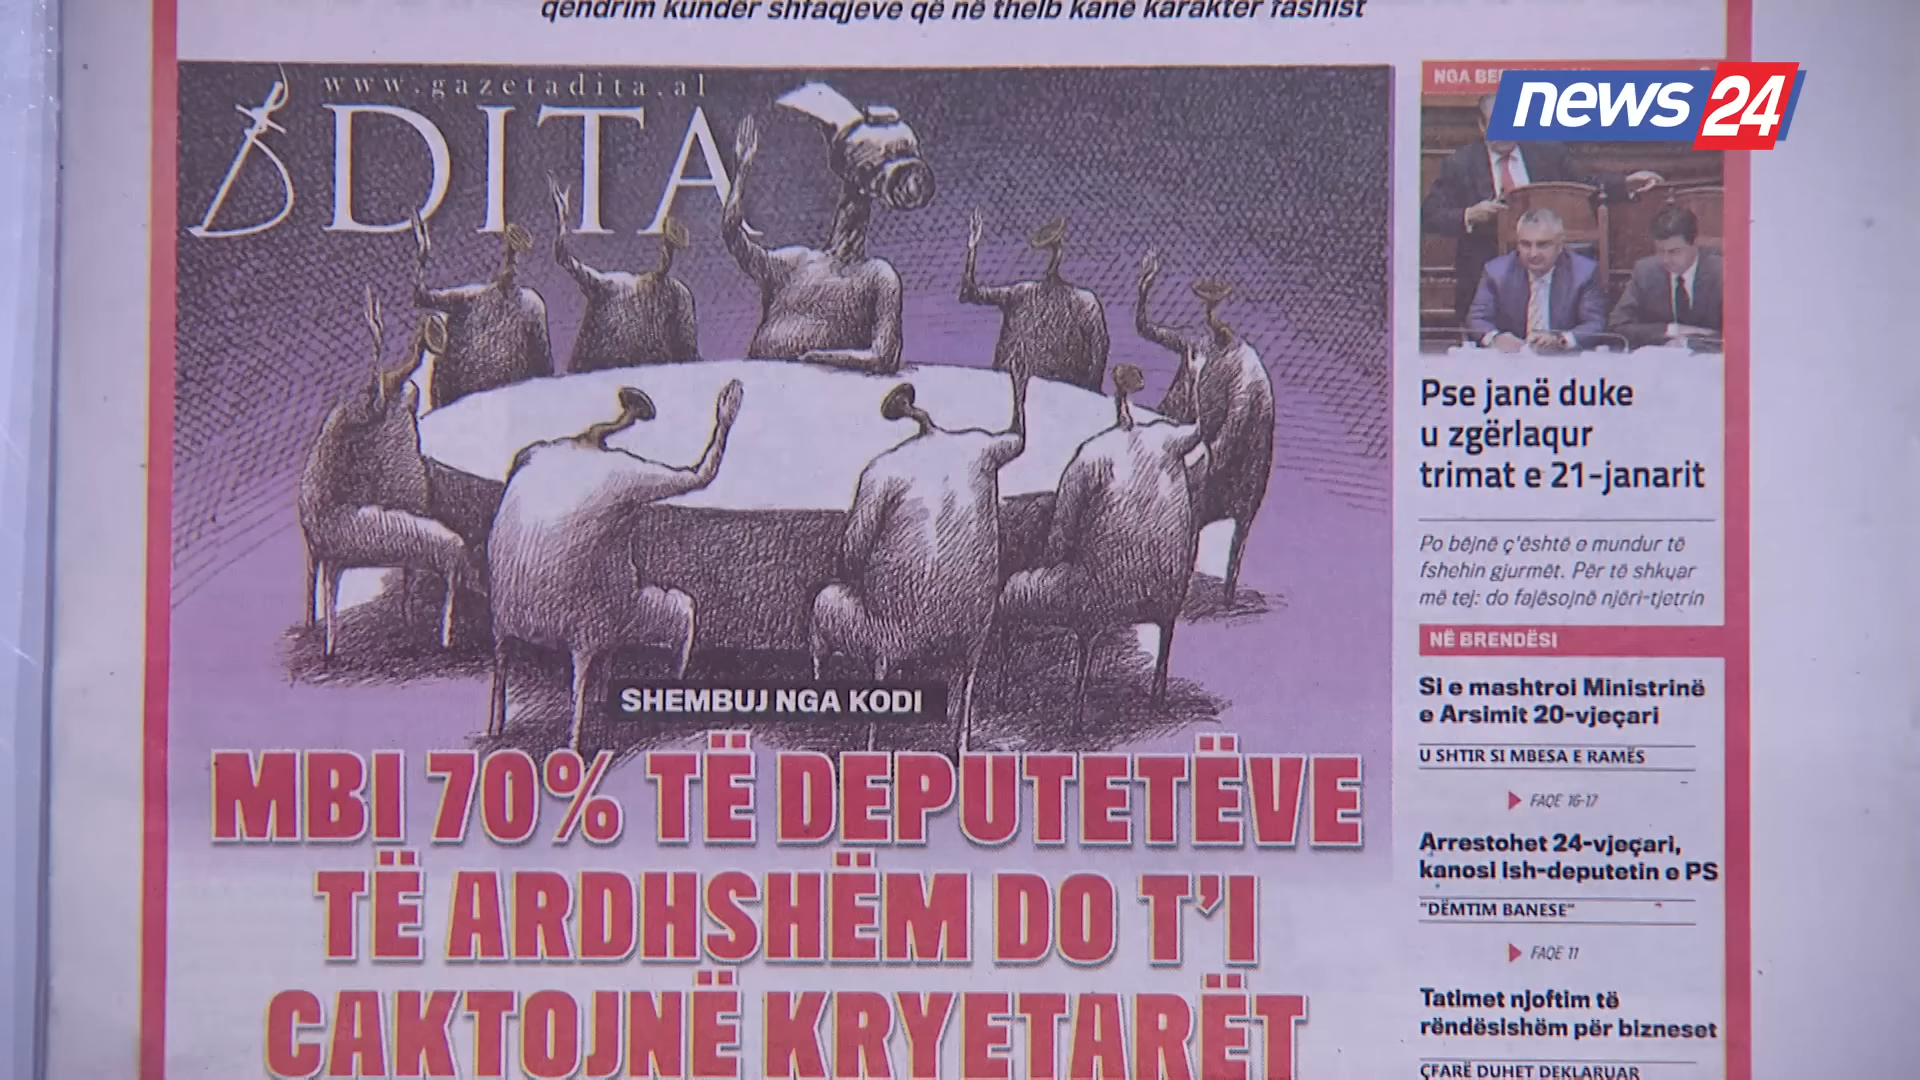 qëndrim kundër shfaqjeve që në thelb kanë karakter fashist
www.gazetadita.al
DITA
NGA
news24
Pse janë duke
u zgërlaqur
trimat e 21-janarit
Po bëjnë ç'është e mundur të
fshehin gjurmët. Për të shkuar
më tej: do fajësojnë njëri-tjetrin
NË BRENDËSI
Si e mashtroi Ministrinë
e Arsimit 20-vjeçari
U SHTIR SI MBESA E RAMËS
FAQE 16-17
Arrestohet 24-vjeçari,
kanosi ish-deputetin e PS
"DËMTIM BANESE"
FAQE 11
Tatimet njoftim të
rëndësishëm për bizneset
ÇFARË DUHET DEKLARUAR
SHEMBUJ NGA KODI
MBI 70% TË DEPUTETËVE
TË ARDHSHËM DO T'I
CAKTOJNË KRYETARËT